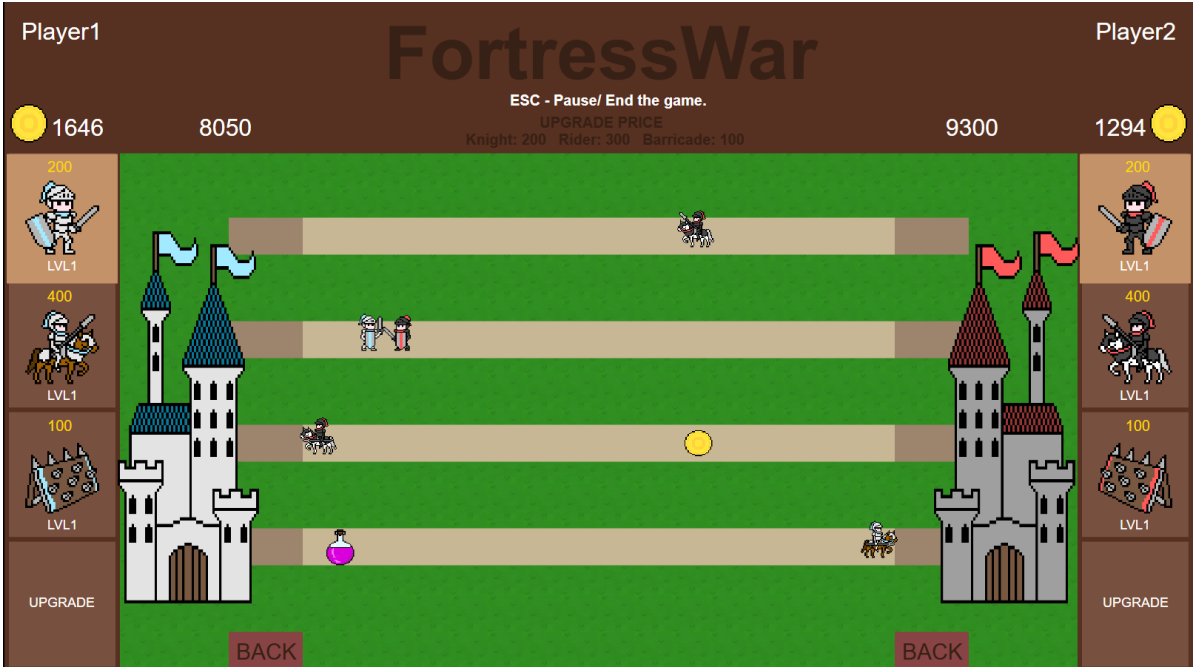 Player1
FortressWar
Player2
ESC - Pause/ End the game.
UPGRADE PRICE
Knight: 200 Rider: 300 Barricade: 100
1646
8050
9300
1294
200
LVL1
400
LVL1
100
LVL1
UPGRADE
200
LVL1
400
LVL1
100
LVL1
UPGRADE
BACK
BACK